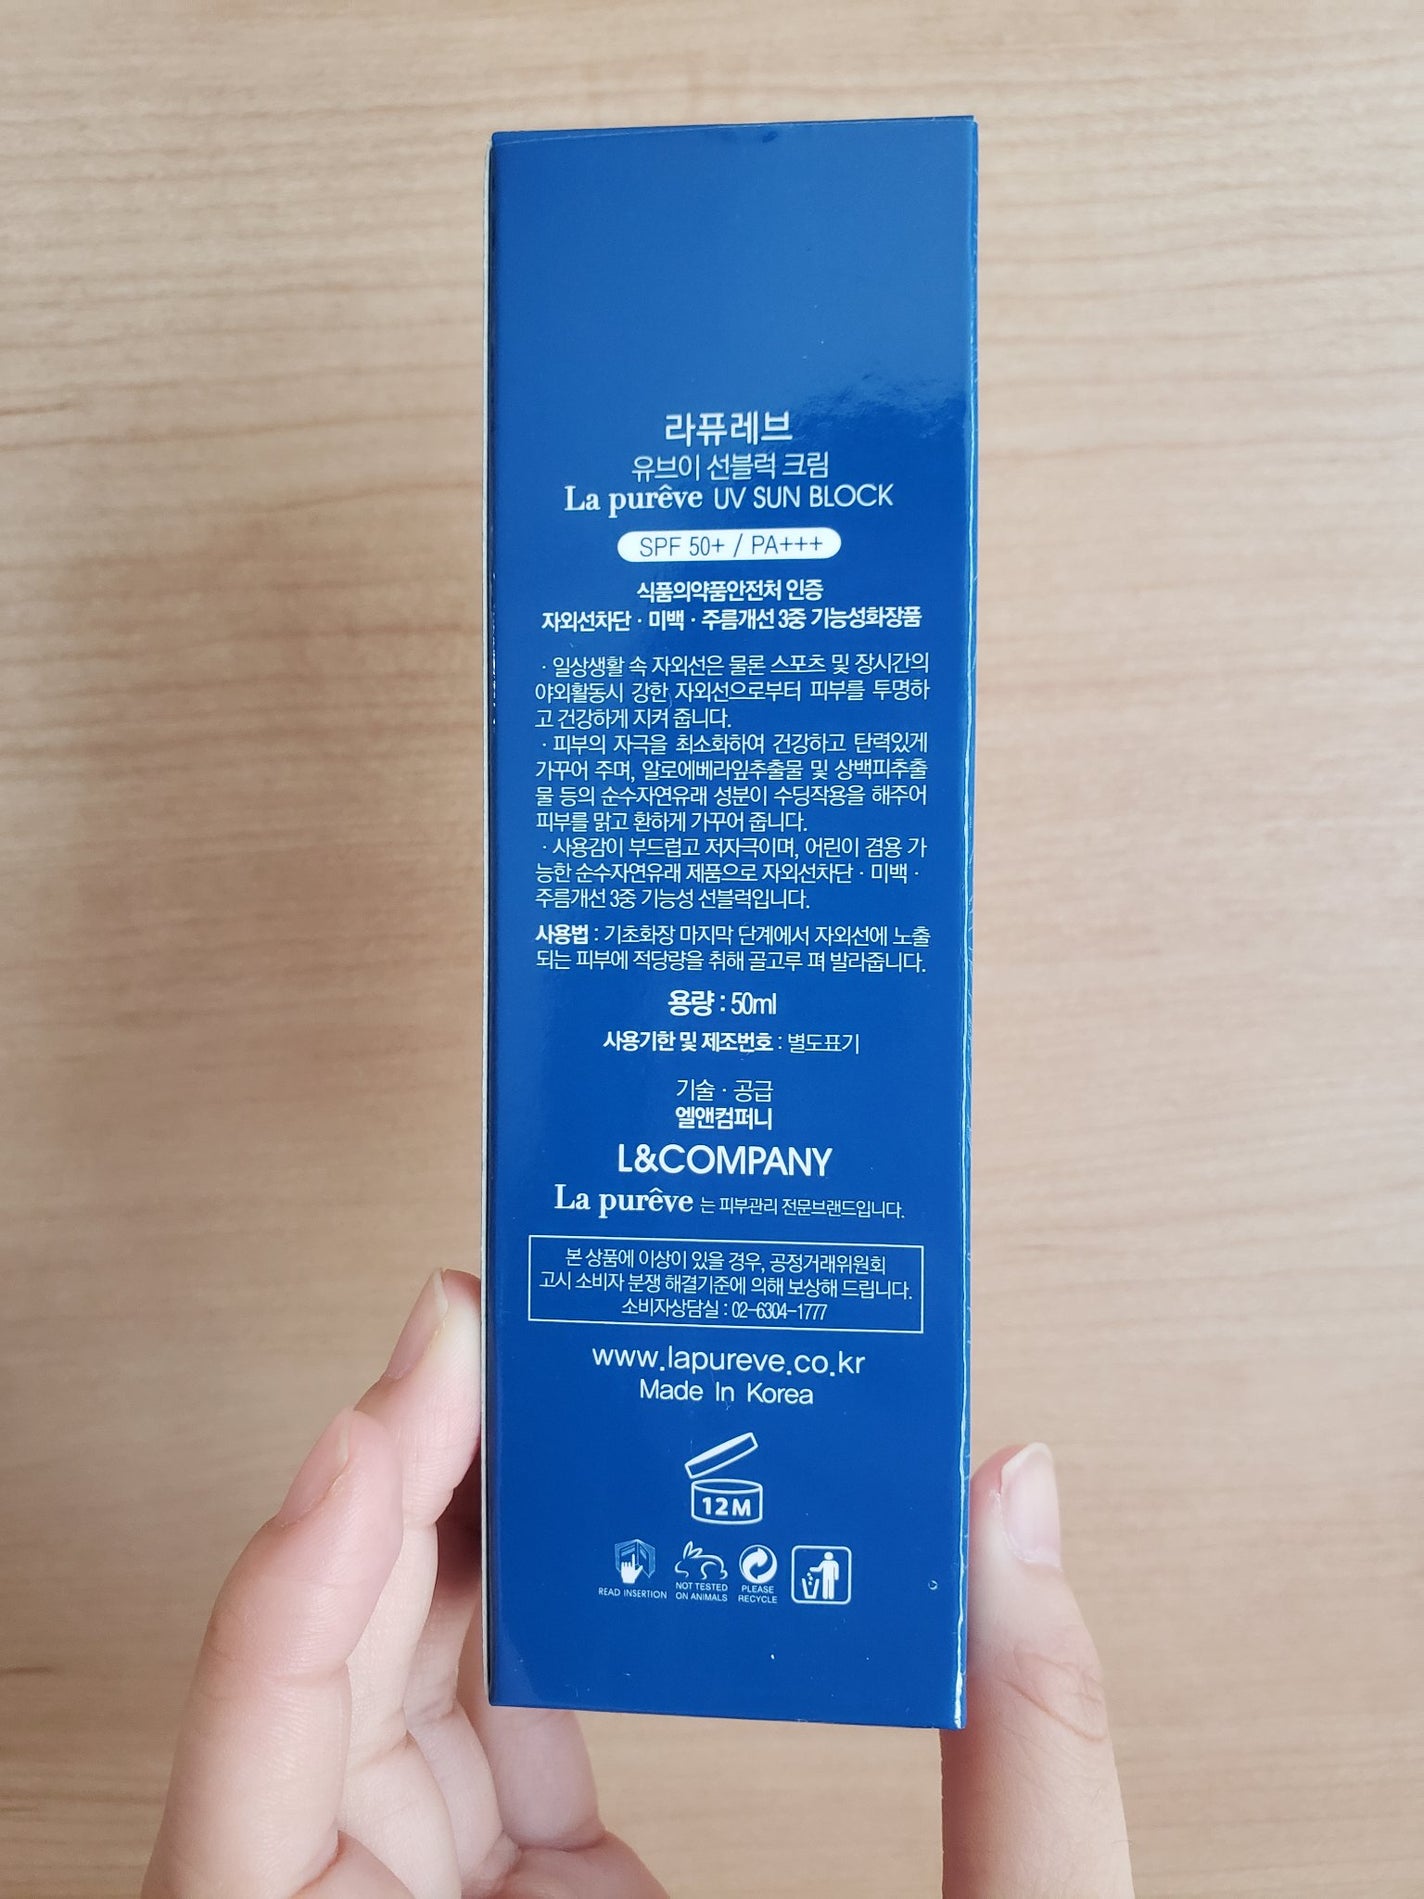 라퓨레브
유브이 선블럭 크림
La purêve UV SUN BLOCK
SPF 50+ / PA+++
식품의약품안전처 인증
자외선차단 · 미백 · 주름개선 3중 기능성화장품
· 일상생활 속 자외선은 물론 스포츠 및 장시간의
야외활동시 강한 자외선으로부터 피부를 투명하
고 건강하게 지켜 줍니다.
· 피부의 자극을 최소화하여 건강하고 탄력있게
가꾸어 주며, 알로에베라잎추출물 및 상백피추출
물 등의 순수자연유래 성분이 수딩작용을 해주어
피부를 맑고 환하게 가꾸어 줍니다.
· 사용감이 부드럽고 저자극이며, 어린이 겸용 가
능한 순수자연유래 제품으로 자외선차단 · 미백 ·
주름개선 3중 기능성 선블럭입니다.
사용법 : 기초화장 마지막 단계에서 자외선에 노출
되는 피부에 적당량을 취해 골고루 펴 발라줍니다.
용량 : 50ml
사용기한 및 제조번호 : 별도표기
기술 · 공급
엘앤컴퍼니
L&COMPANY
La purêve 는 피부관리 전문브랜드입니다.
본 상품에 이상이 있을 경우, 공정거래위원회
고시 소비자 분쟁 해결기준에 의해 보상해 드립니다.
소비자상담실 : 02-6304-1777
www.lapureve.co.kr
Made In Korea
12M
READ INSERTION
NOT TESTED
ON ANIMALS
PLEASE
RECYCLE